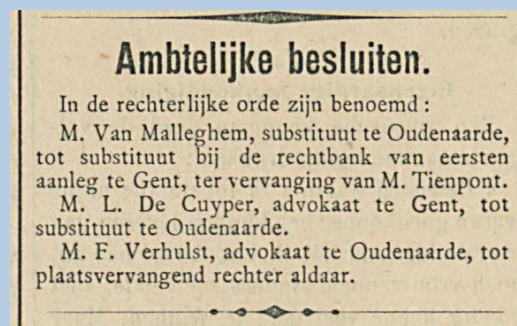 Ambtelijke besluiten.
In de rechterlijke orde zijn benoemd :
M. Van Malleghem, substituut te Oudenaarde,
tot substituut bij de rechtbank van eersten
aanleg te Gent, ter vervanging van M. Tienpont.
M. L. De Cuyper, advokaat te Gent, tot
substituut te Oudenaarde.
M. F. Verhulst, advokaat te Oudenaarde, tot
plaatsvervangend rechter aldaar.